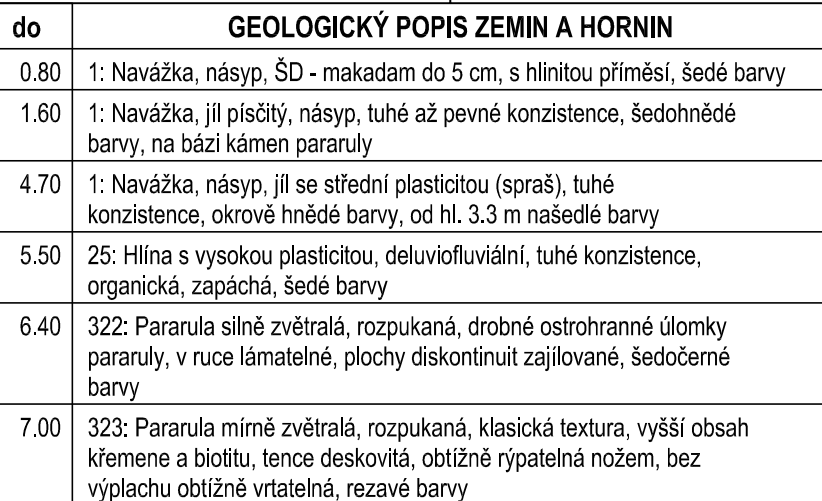 do GEOLOGICKÝ POPIS ZEMIN A HORNIN
0.80 1: Navážka, násyp, ŠD - makadam do 5 cm, s hlinitou příměsí, šedé barvy
1.60 1: Navážka, jíl písčitý, násyp, tuhé až pevné konzistence, šedohnědé
barvy, na bázi kámen pararuly
4.70 1: Navážka, násyp, jíl se střední plasticitou (spraš), tuhé
konzistence, okrově hnědé barvy, od hl. 3.3 m našedlé barvy
5.50 25: Hlína s vysokou plasticitou, deluviofluviální, tuhé konzistence,
organická, zapáchá, šedé barvy
6.40 322: Pararula silně zvětralá, rozpukaná, drobné ostrohranné úlomky
pararuly, v ruce lámatelné, plochy diskontinuit zajílované, šedočerné
barvy
7.00 323: Pararula mírně zvětralá, rozpukaná, klasická textura, vyšší obsah
křemene a biotitu, tence deskovitá, obtížně rýpatelná nožem, bez
výplachu obtížně vrtatelná, rezavé barvy